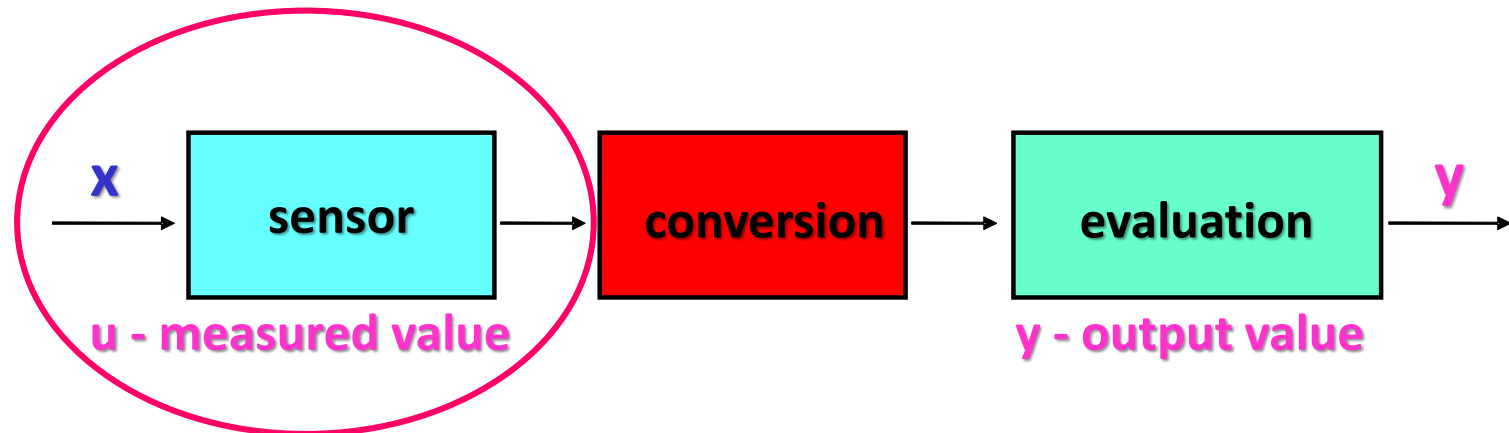 x
sensor
conversion
evaluation
y
u - measured value
y - output value